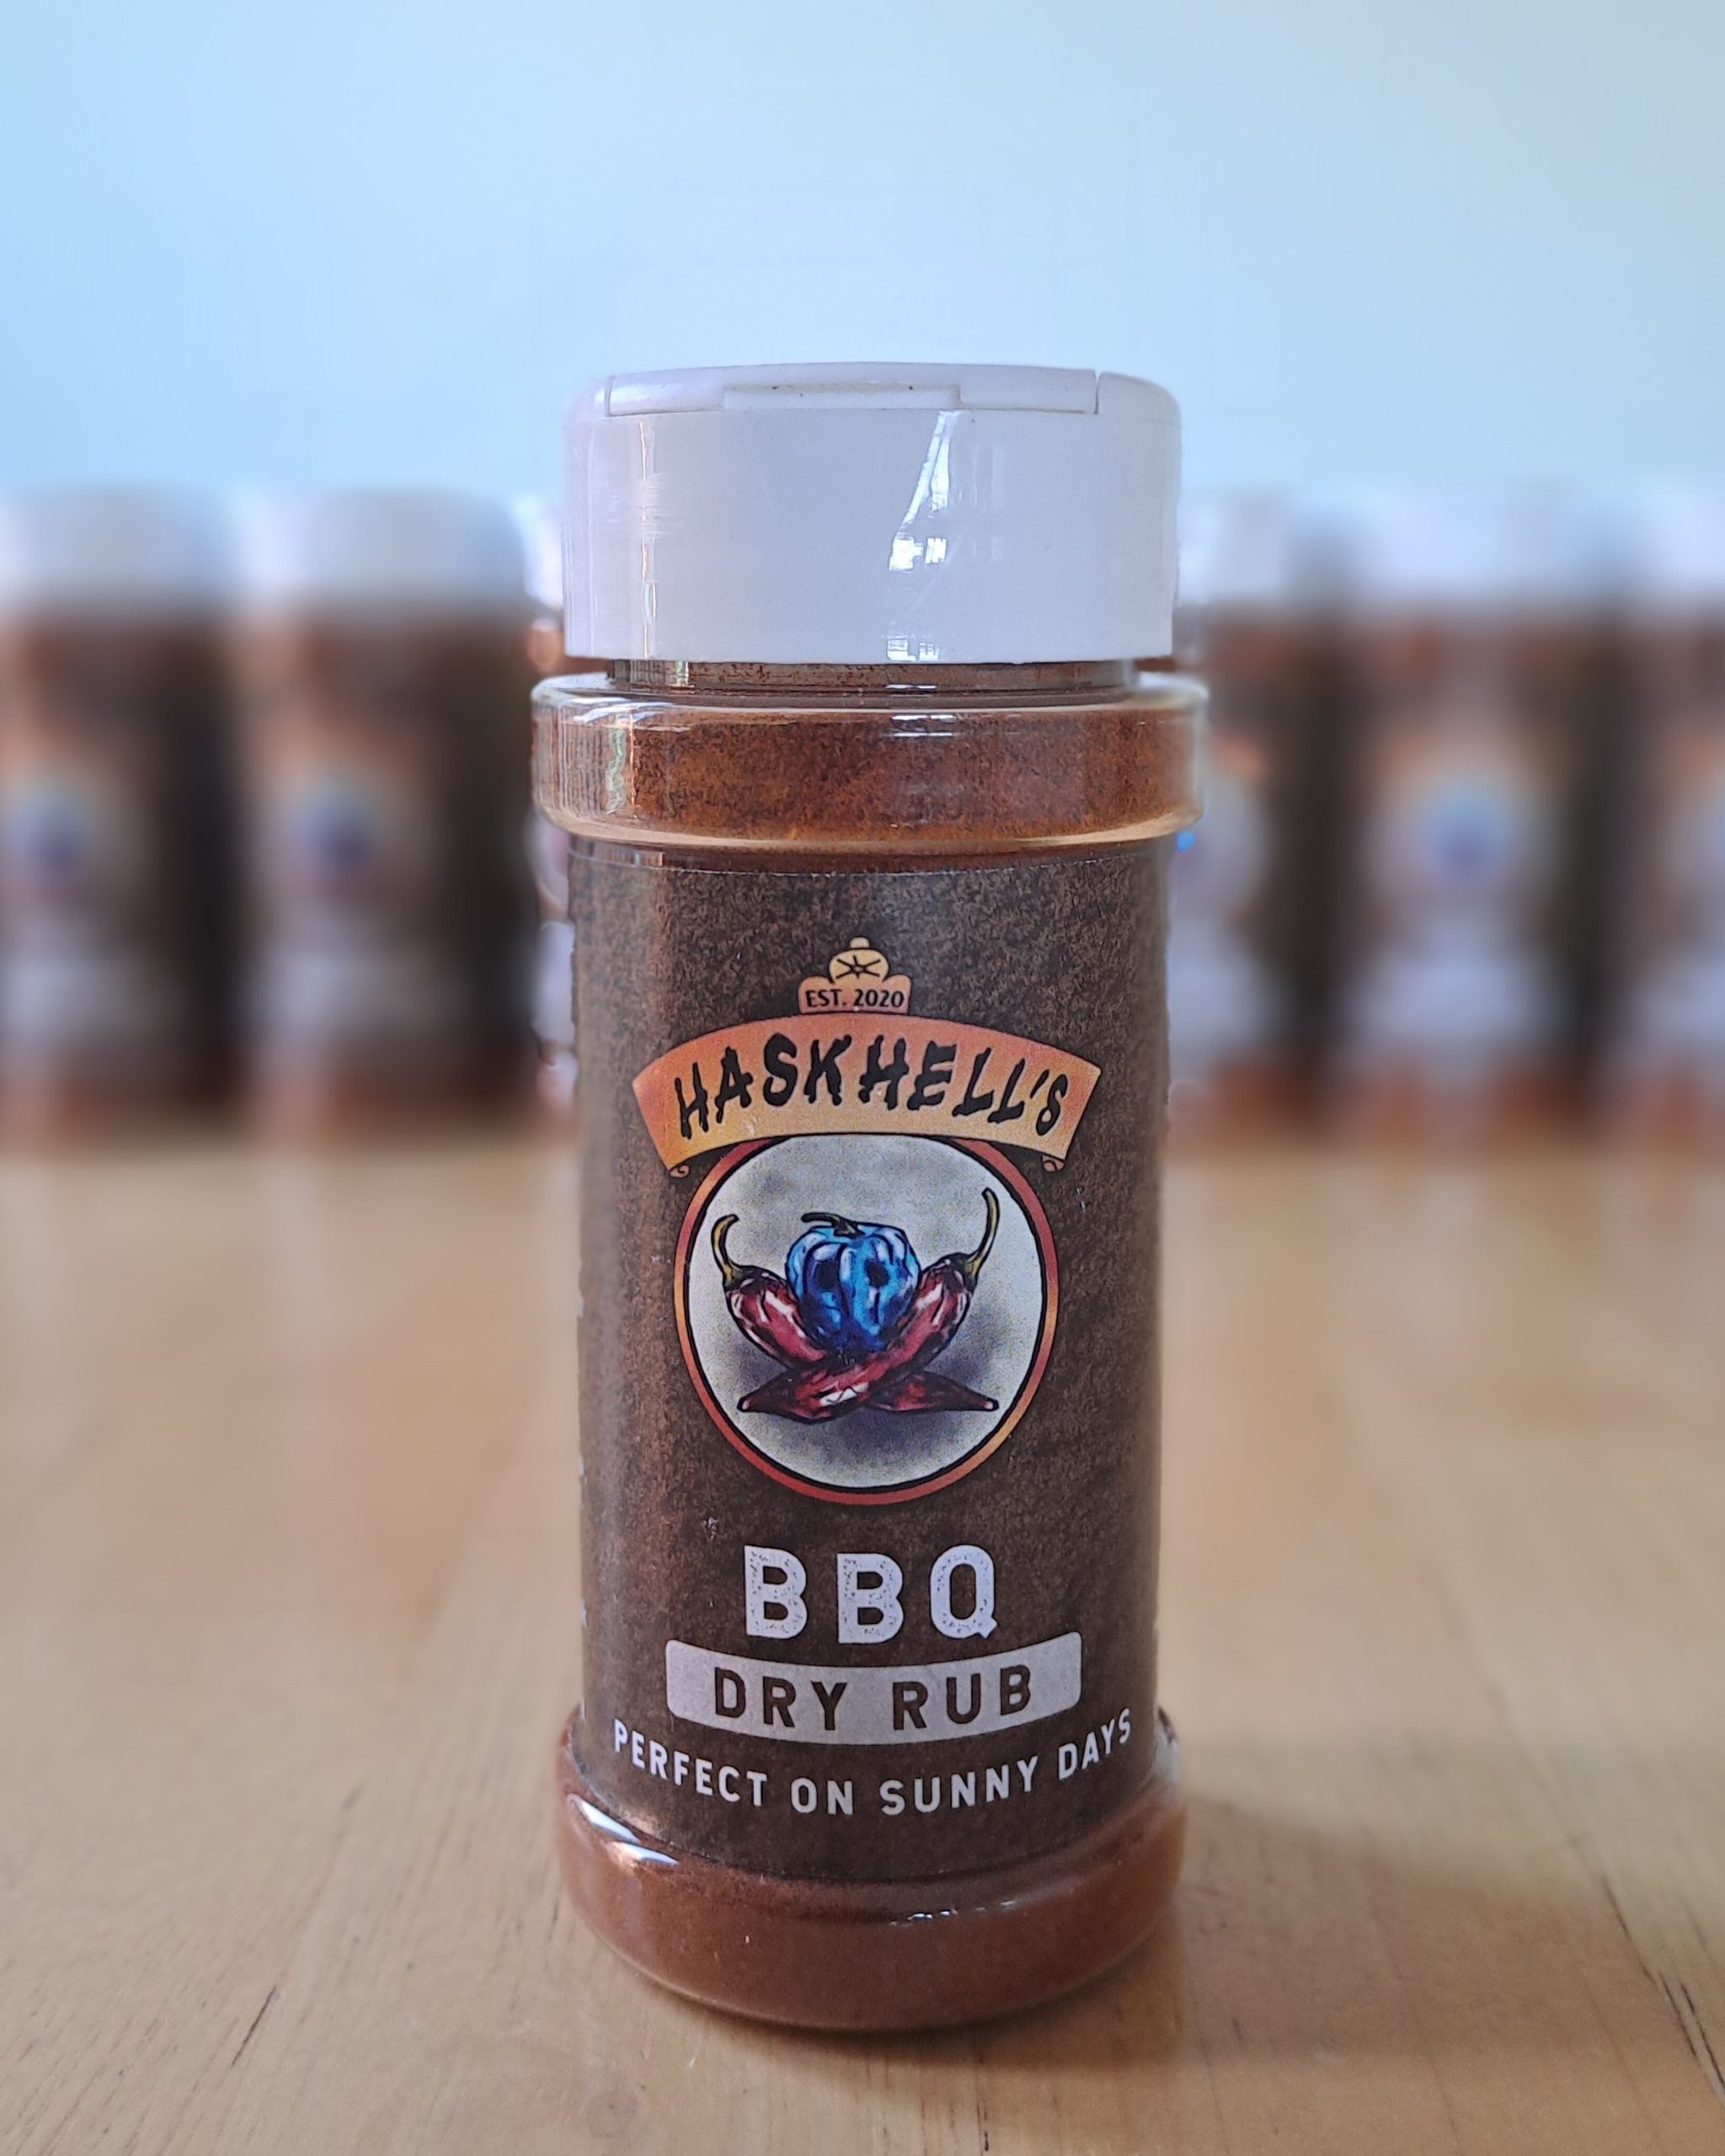 EST. 2020
HASKHELL'S
BBQ
DRY RUB
PERFECT ON SUNNY DAYS